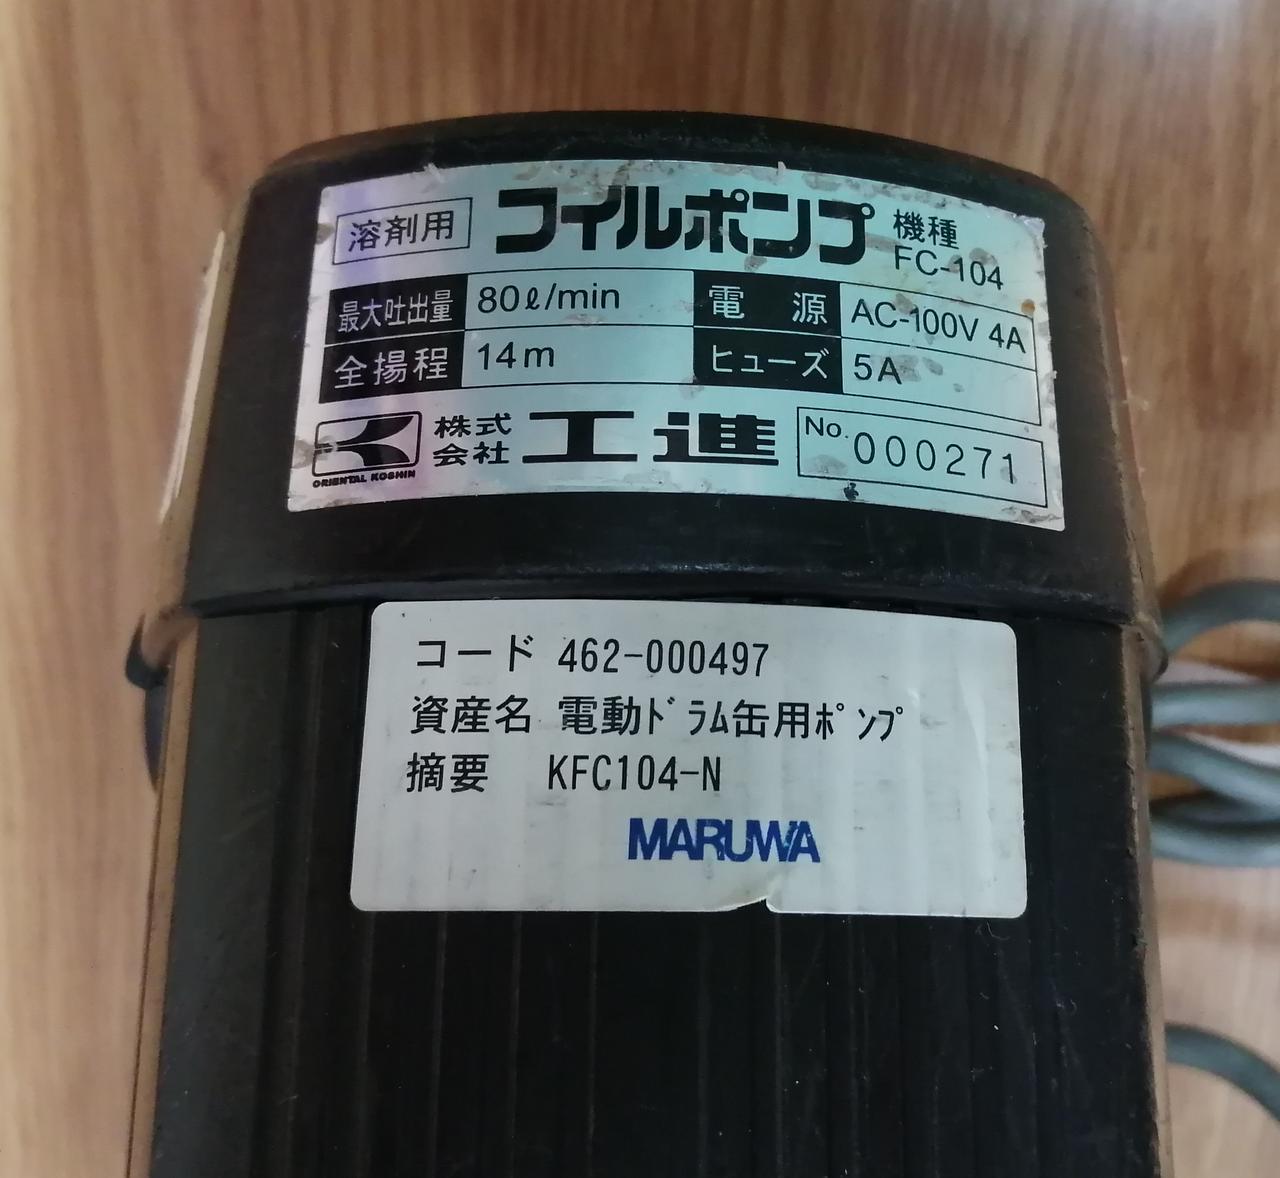 溶剤用 フイルポンプ 機種 FC-104
最大吐出量 80ℓ/min 電源 AC-100V 4A
全揚程 14m ヒューズ 5A
ORIENTAL KOSHIN 株式会社 工進 No. 000271
コード 462-000497
資産名 電動ﾄﾞﾗﾑ缶用ﾎﾟﾝﾌﾟ
摘要 KFC104-N
MARUWA